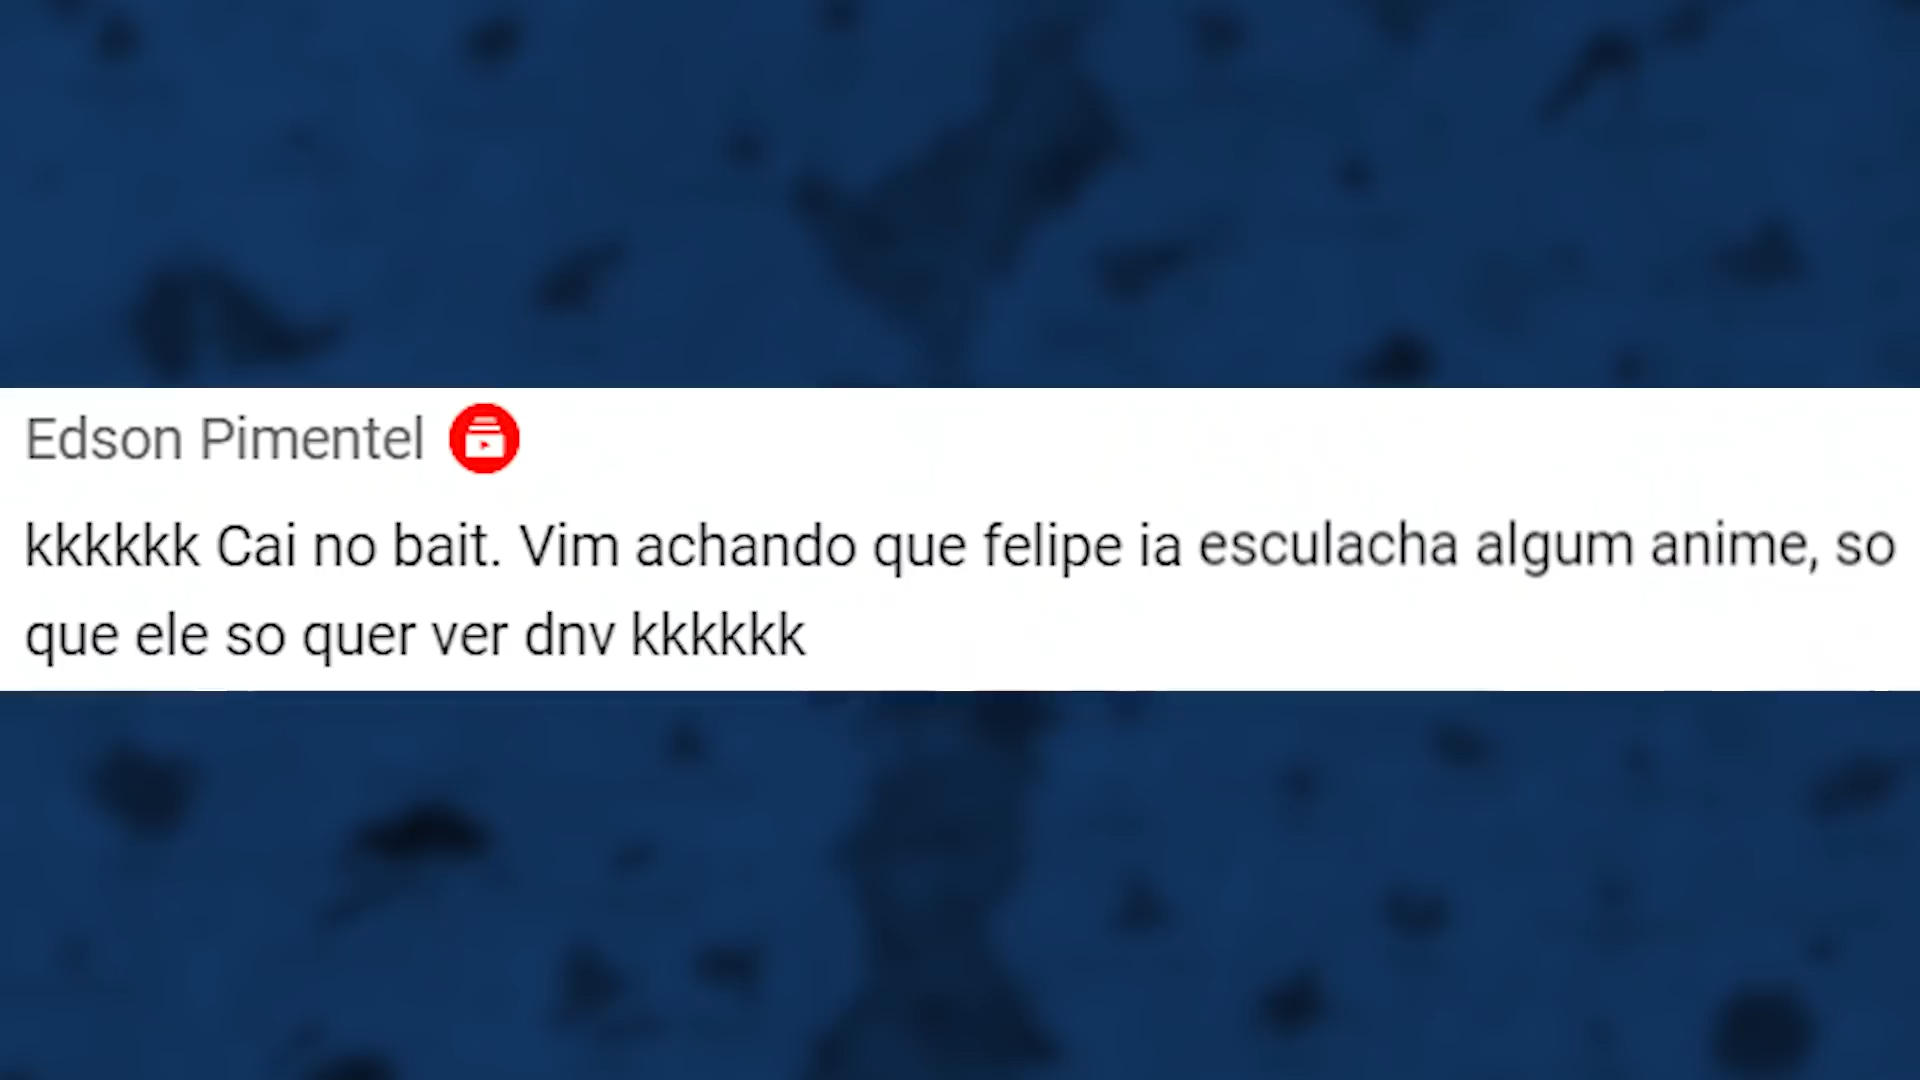 Edson Pimentel
kkkkkk Cai no bait. Vim achando que felipe ia esculacha algum anime, so
que ele so quer ver dnv kkkkkk